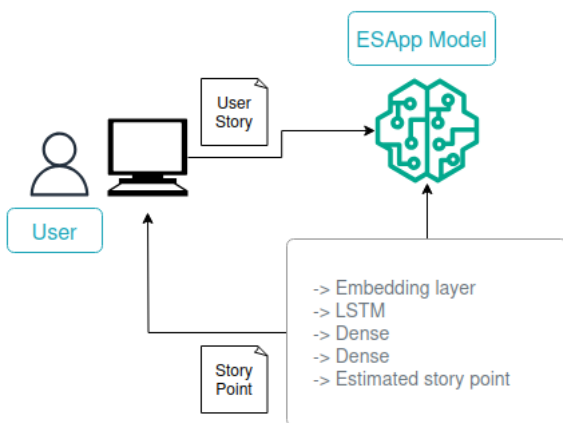 ESApp Model
User
Story
User
-> Embedding layer
-> LSTM
-> Dense
-> Dense
-> Estimated story point
Story
Point